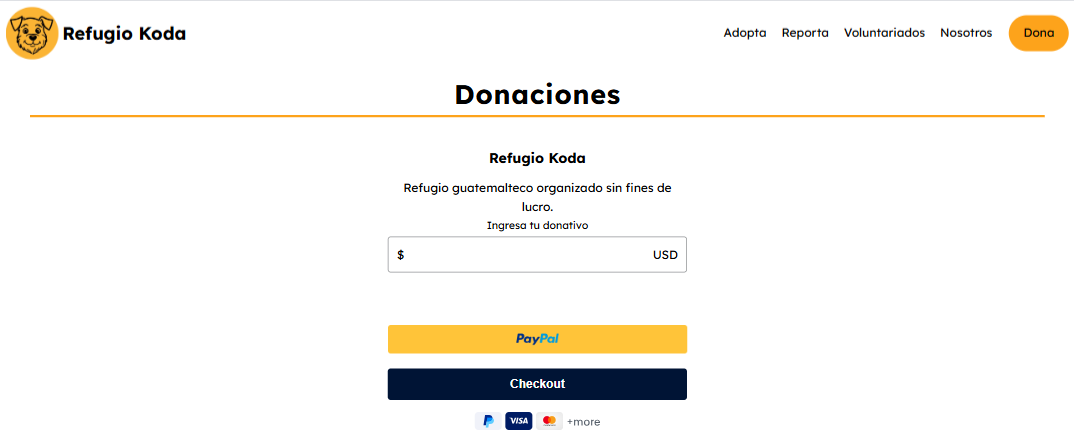 Refugio Koda
Adopta Reporta Voluntariados Nosotros Dona
Donaciones
Refugio Koda
Refugio guatemalteco organizado sin fines de
lucro.
Ingresa tu donativo
$ USD
PayPal
Checkout
P VISA +more